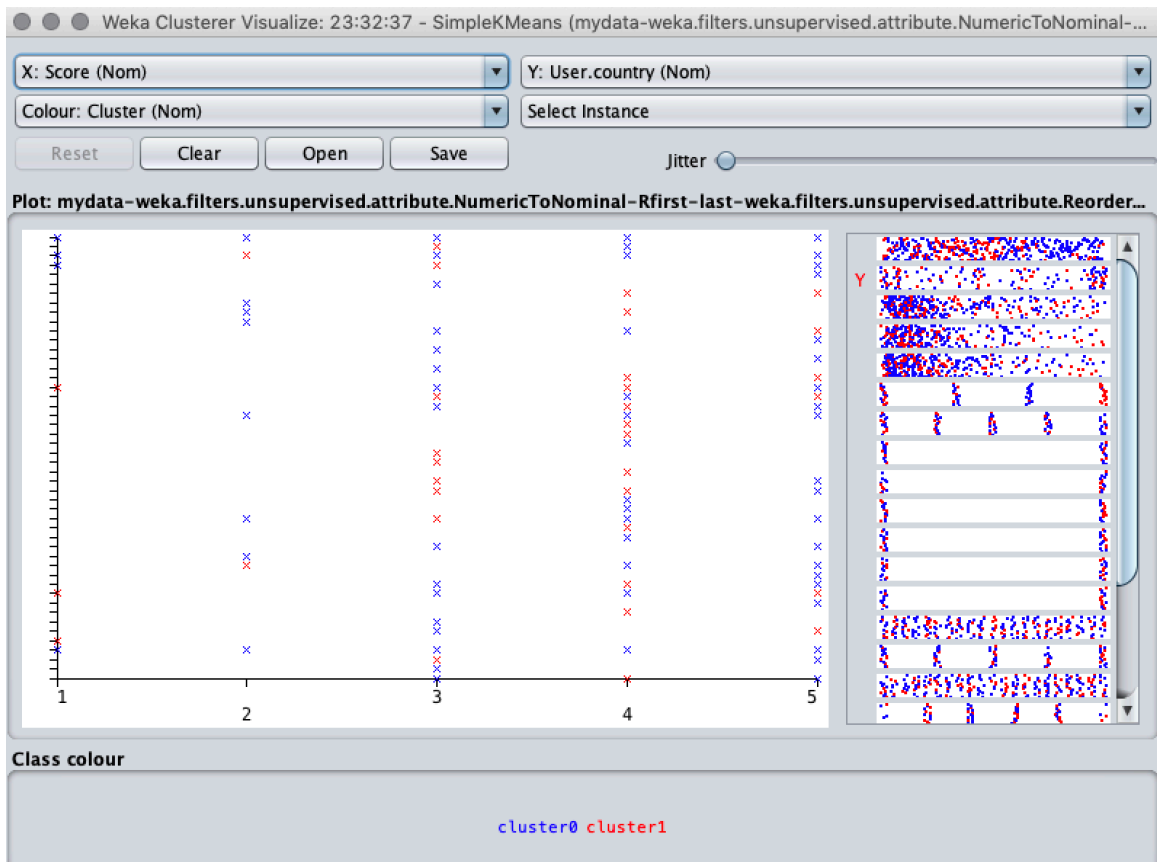 Weka Clusterer Visualize: 23:32:37 - SimpleKMeans (mydata-weka.filters.unsupervised.attribute.NumericToNominal-...
X: Score (Nom) Y: User.country (Nom)
Colour: Cluster (Nom) Select Instance
Reset Clear Open Save Jitter
Plot: mydata-weka.filters.unsupervised.attribute.NumericToNominal-Rfirst-last-weka.filters.unsupervised.attribute.Reorder...
Y
1 3 5
2 4
Class colour
cluster0 cluster1